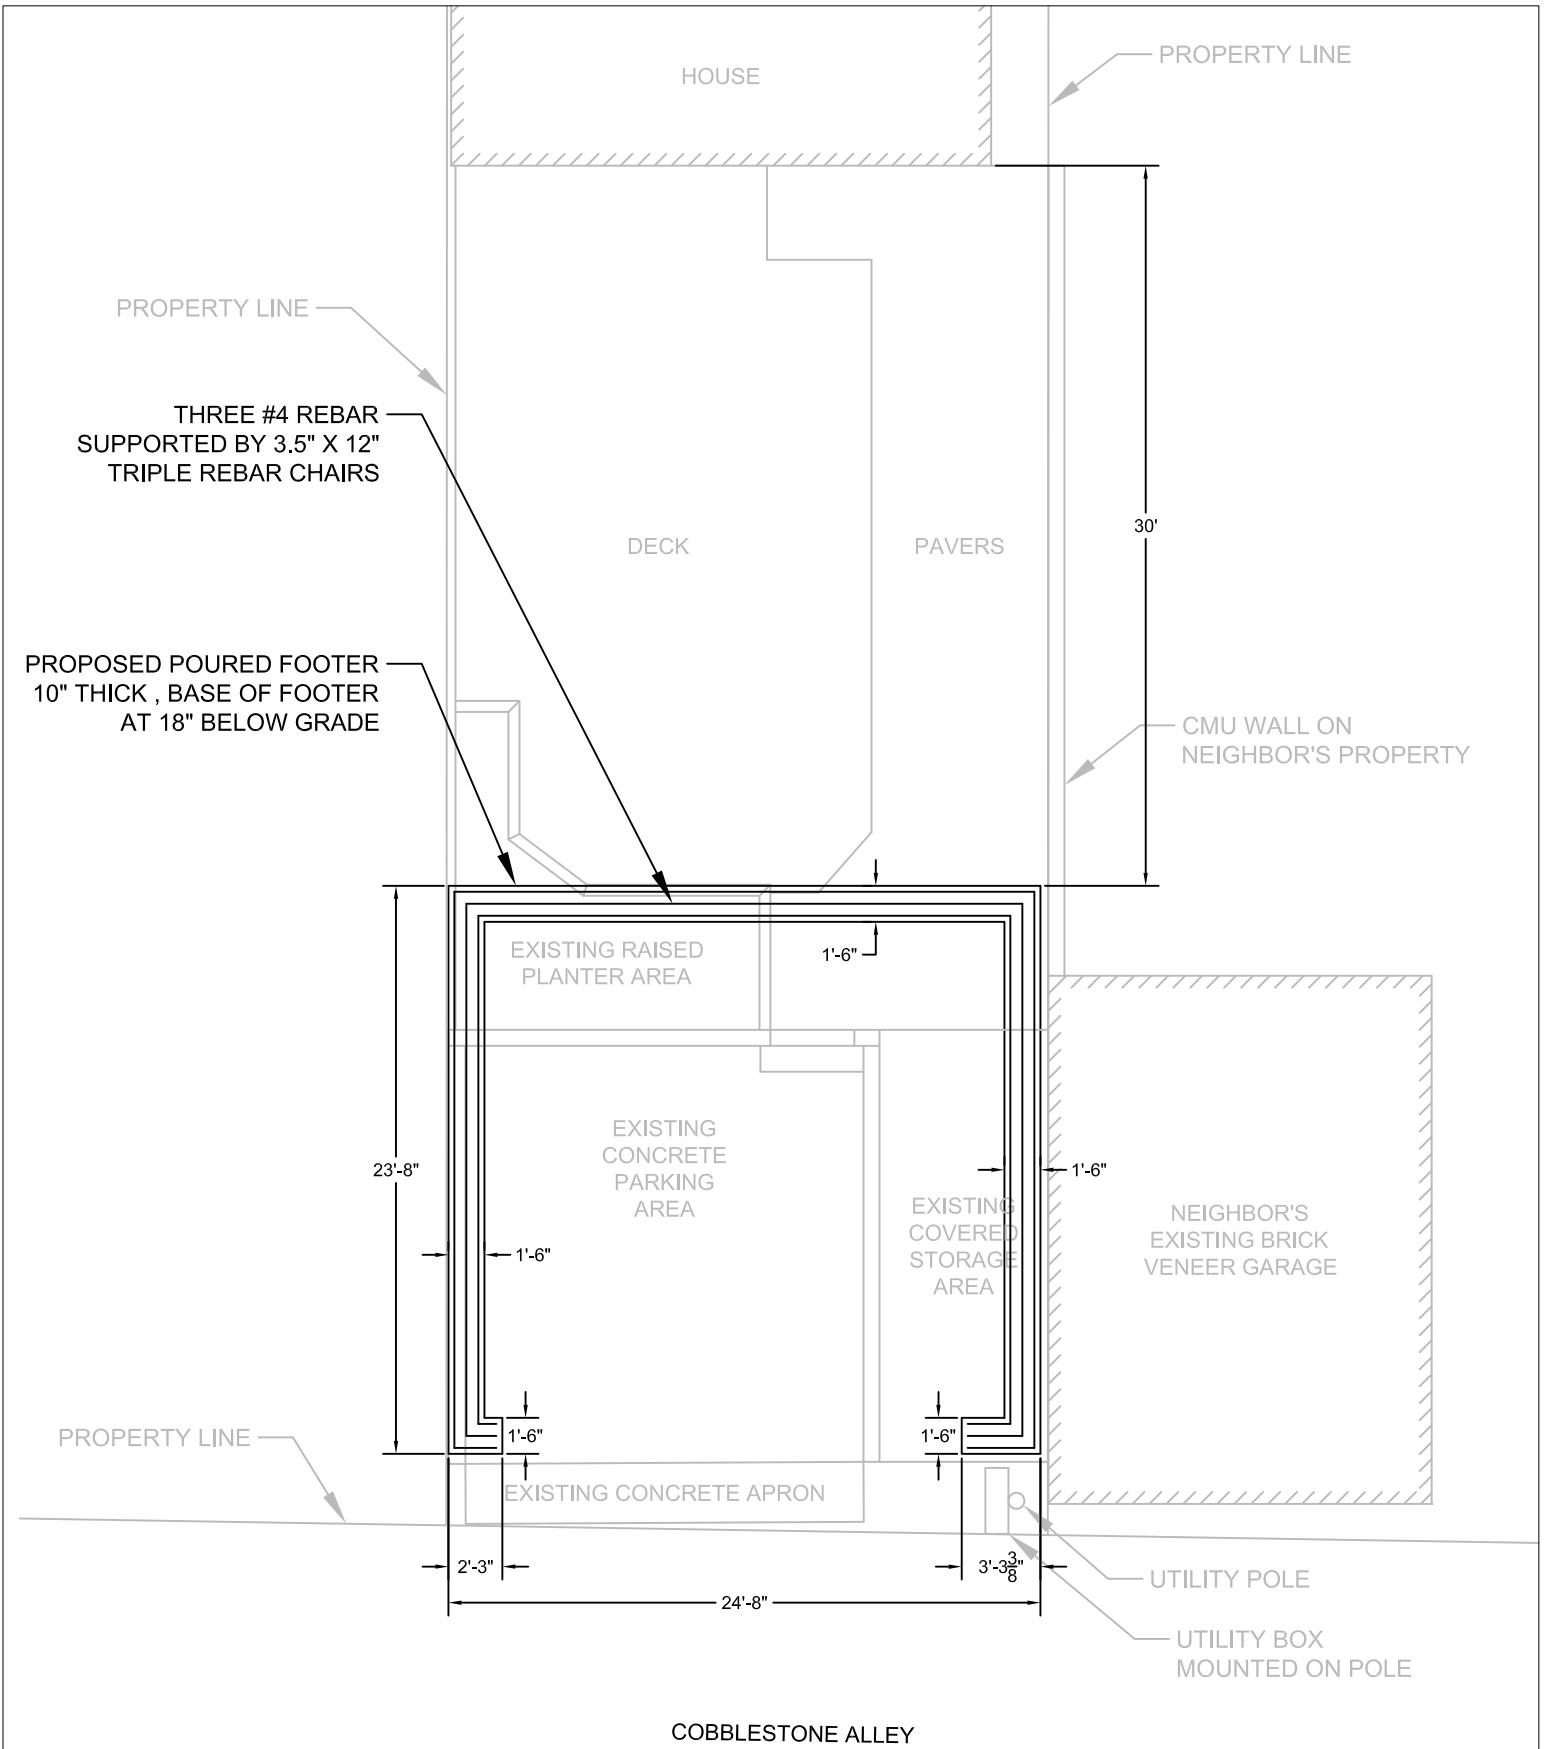 HOUSE
PROPERTY LINE
PROPERTY LINE
THREE #4 REBAR
SUPPORTED BY 3.5" X 12"
TRIPLE REBAR CHAIRS
30'
DECK
PAVERS
PROPOSED POURED FOOTER
10" THICK , BASE OF FOOTER
AT 18" BELOW GRADE
CMU WALL ON
NEIGHBOR'S PROPERTY
EXISTING RAISED
PLANTER AREA
1'-6"
EXISTING
CONCRETE
PARKING
AREA
23'-8"
1'-6"
EXISTING
COVERED
STORAGE
AREA
NEIGHBOR'S
EXISTING BRICK
VENEER GARAGE
1'-6"
1'-6"
1'-6"
PROPERTY LINE
EXISTING CONCRETE APRON
2'-3"
3'-3 3/8"
UTILITY POLE
24'-8"
UTILITY BOX
MOUNTED ON POLE
COBBLESTONE ALLEY